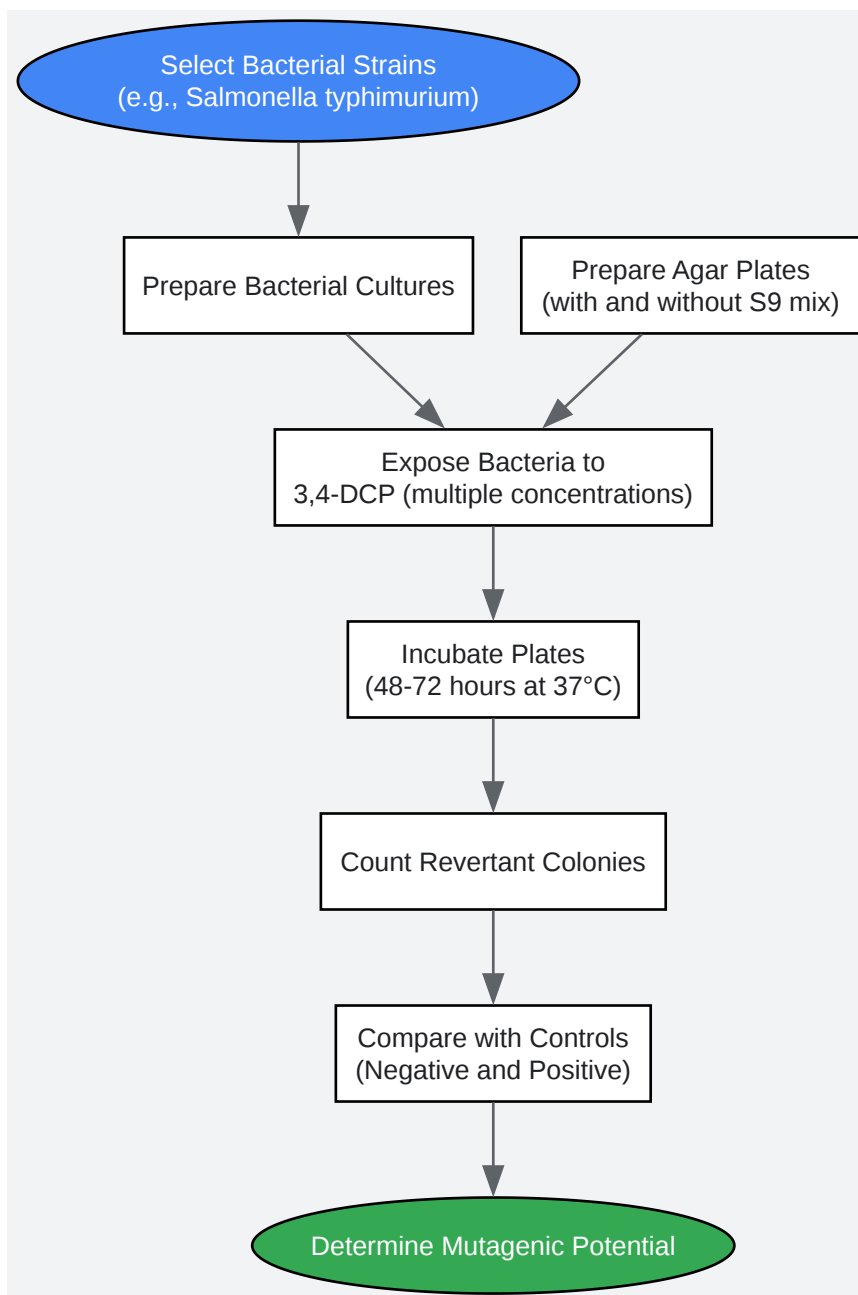 Select Bacterial Strains
(e.g., Salmonella typhimurium)
Prepare Bacterial Cultures
Prepare Agar Plates
(with and without S9 mix)
Expose Bacteria to
3,4-DCP (multiple concentrations)
Incubate Plates
(48-72 hours at 37°C)
Count Revertant Colonies
Compare with Controls
(Negative and Positive)
Determine Mutagenic Potential